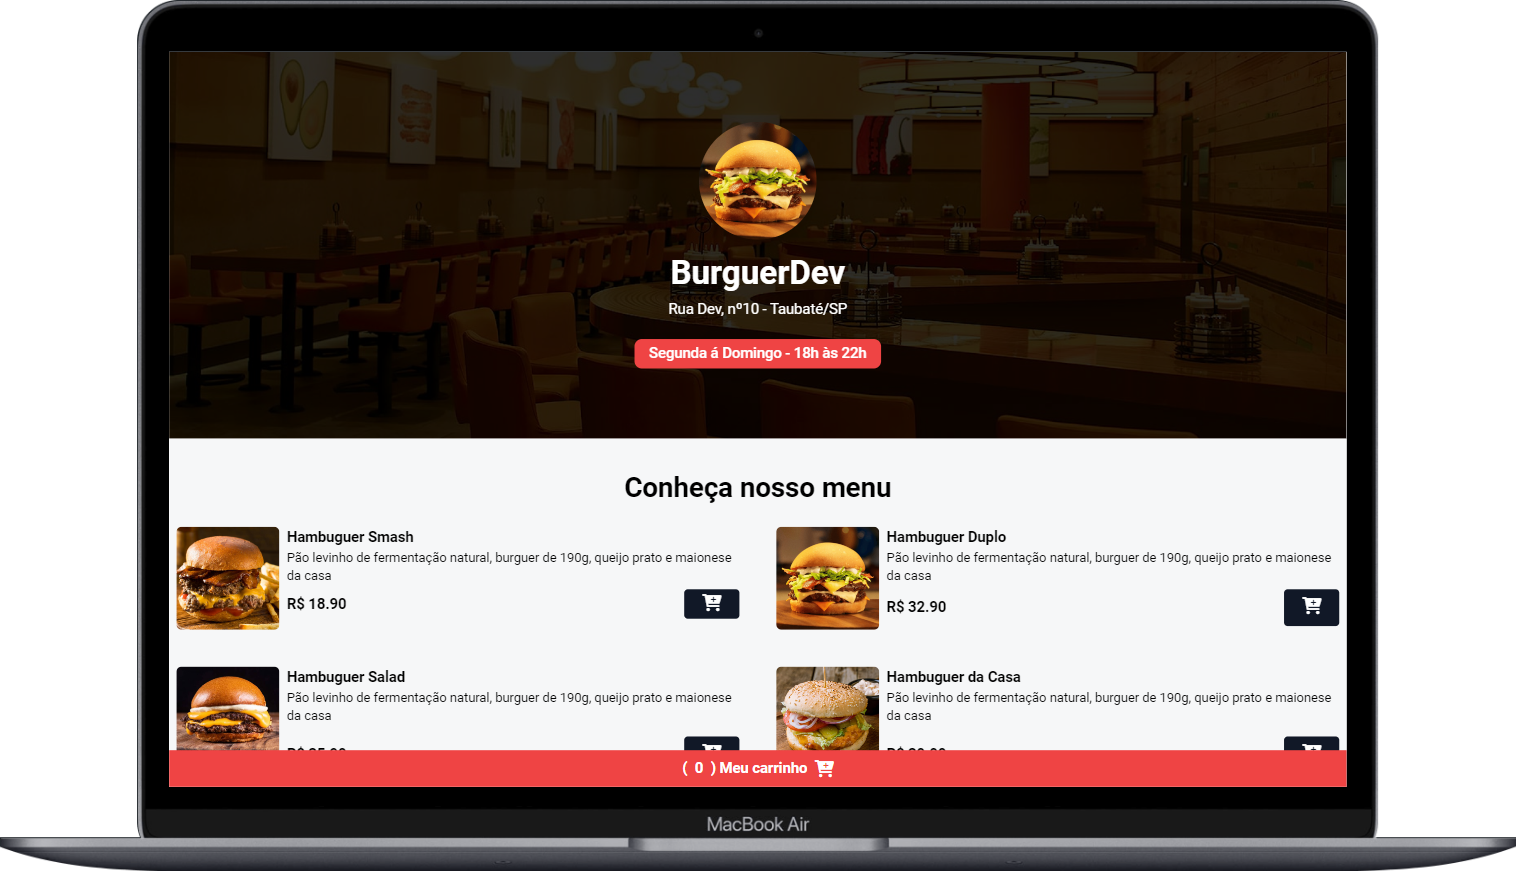 BurguerDev
Rua Dev, nº10 - Taubaté/SP
Segunda á Domingo - 18h às 22h
Conheça nosso menu
Hambuguer Smash
Pão levinho de fermentação natural, burguer de 190g, queijo prato e maionese
da casa
R$ 18.90
Hambuguer Duplo
Pão levinho de fermentação natural, burguer de 190g, queijo prato e maionese
da casa
R$ 32.90
Hambuguer Salad
Pão levinho de fermentação natural, burguer de 190g, queijo prato e maionese
da casa
Hambuguer da Casa
Pão levinho de fermentação natural, burguer de 190g, queijo prato e maionese
da casa
( 0 ) Meu carrinho
MacBook Air